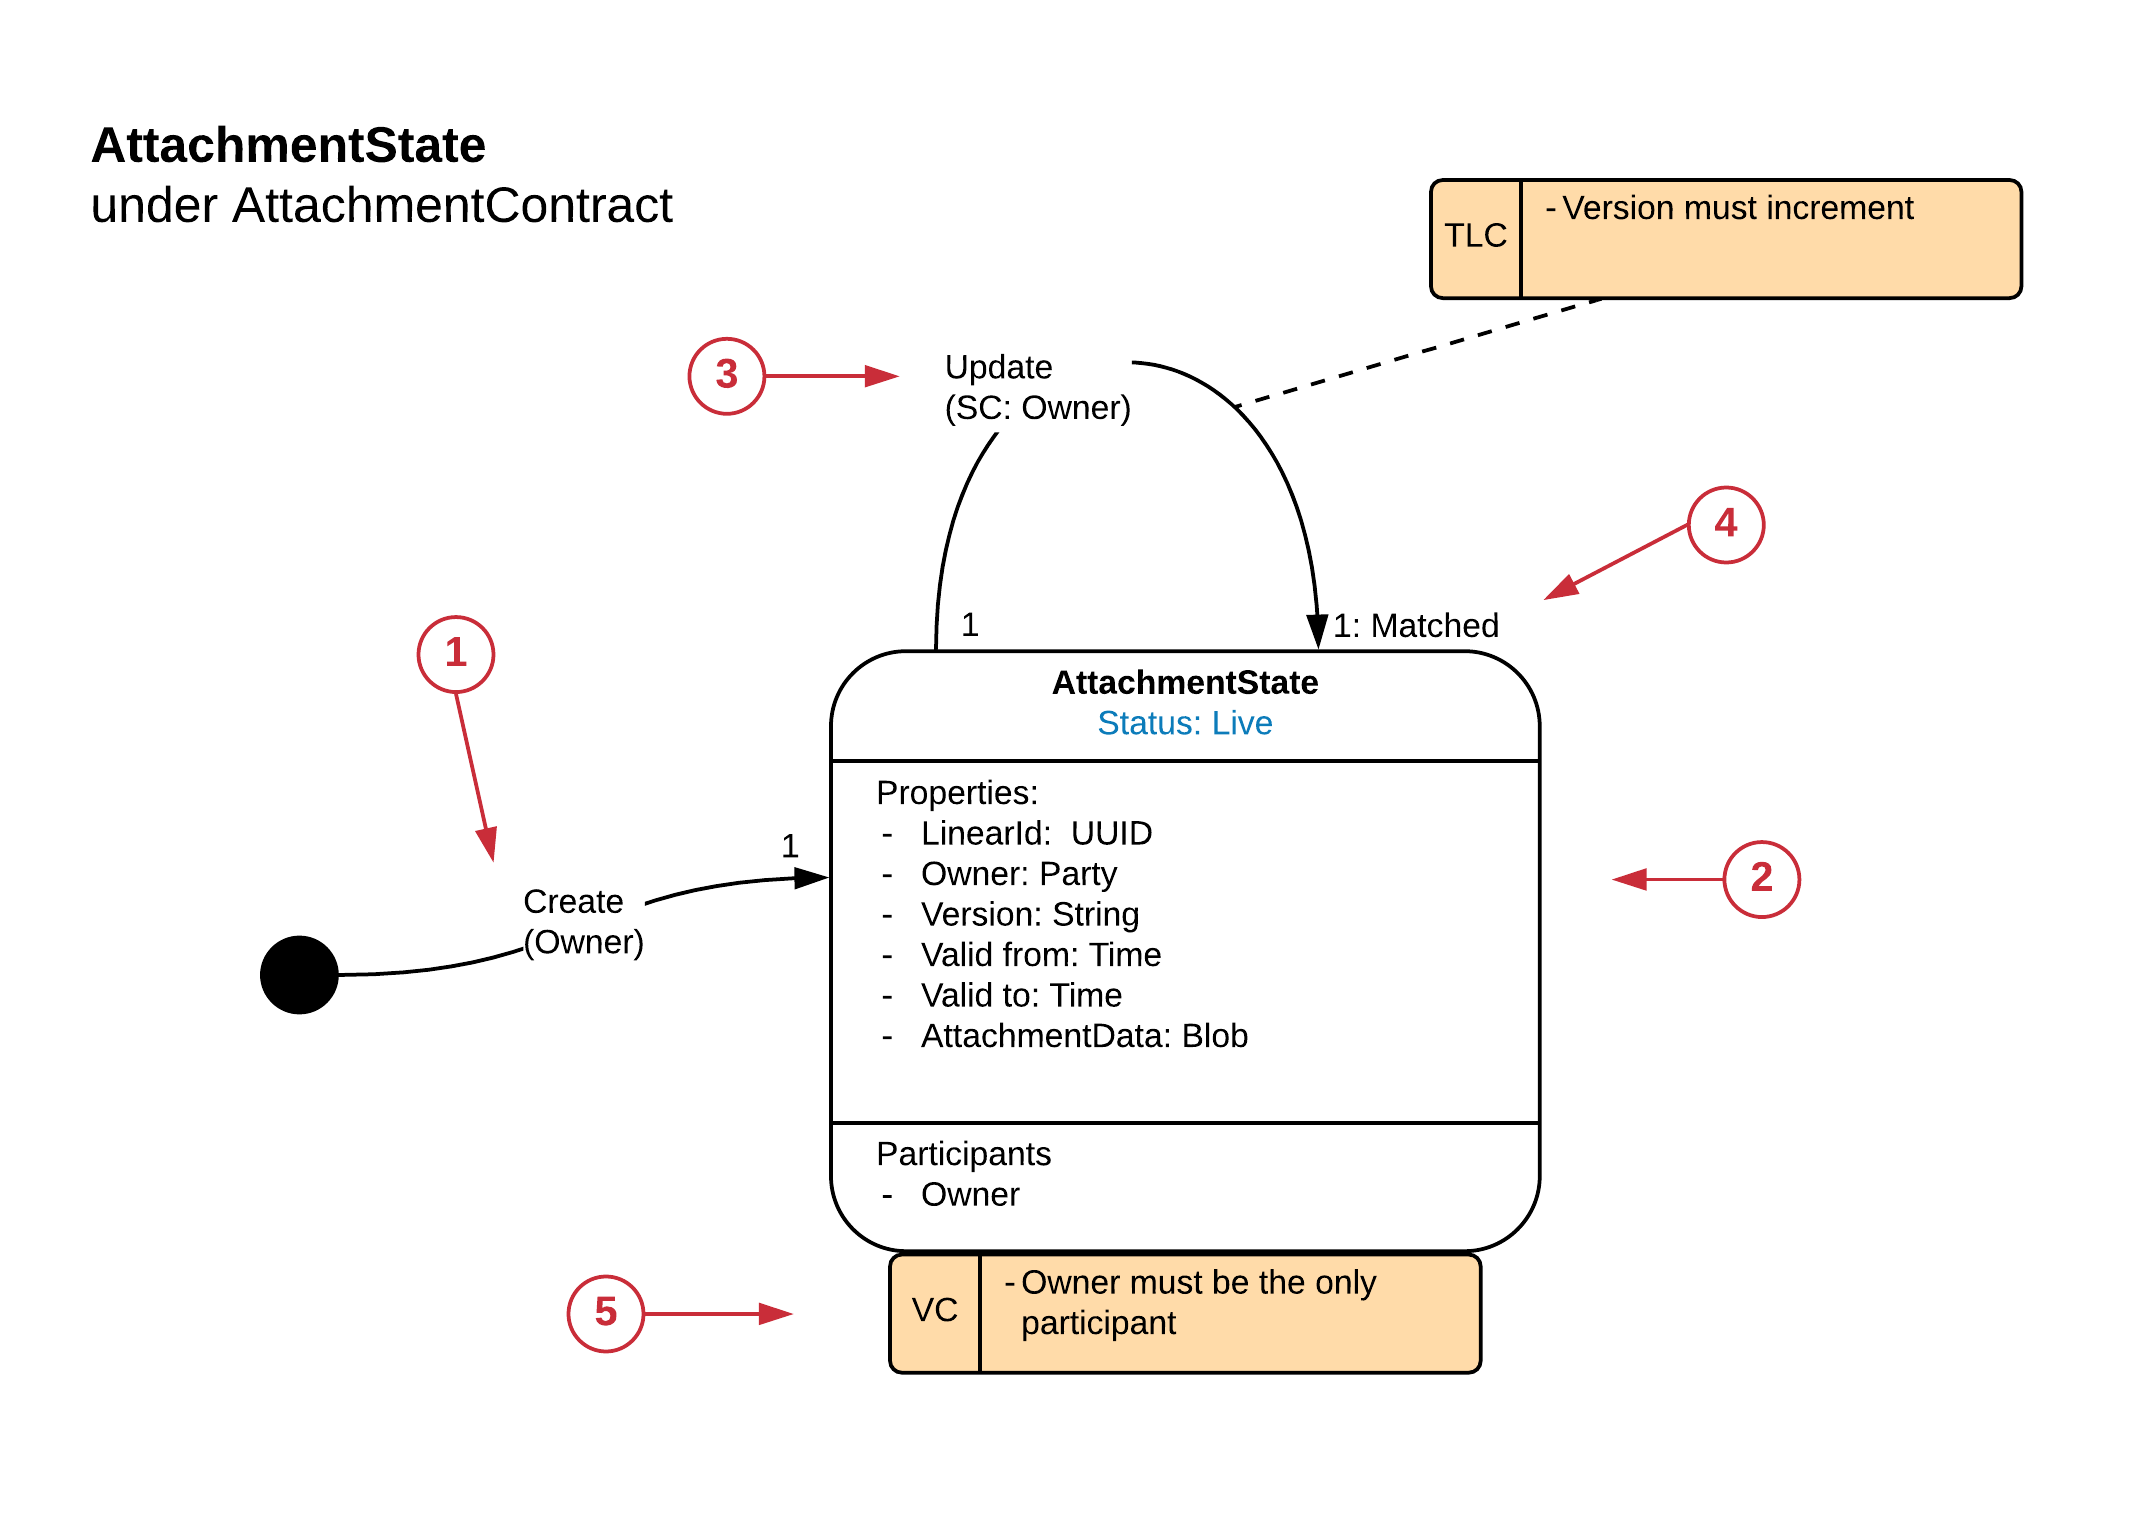 AttachmentState
under AttachmentContract
TLC
- Version must increment
3
Update
(SC: Owner)
4
1
1: Matched
1
AttachmentState
Status: Live
Properties:
- LinearId:  UUID
- Owner: Party
- Version: String
- Valid from: Time
- Valid to: Time
- AttachmentData: Blob
1
Create
(Owner)
2
Participants
- Owner
5
VC
- Owner must be the only
participant